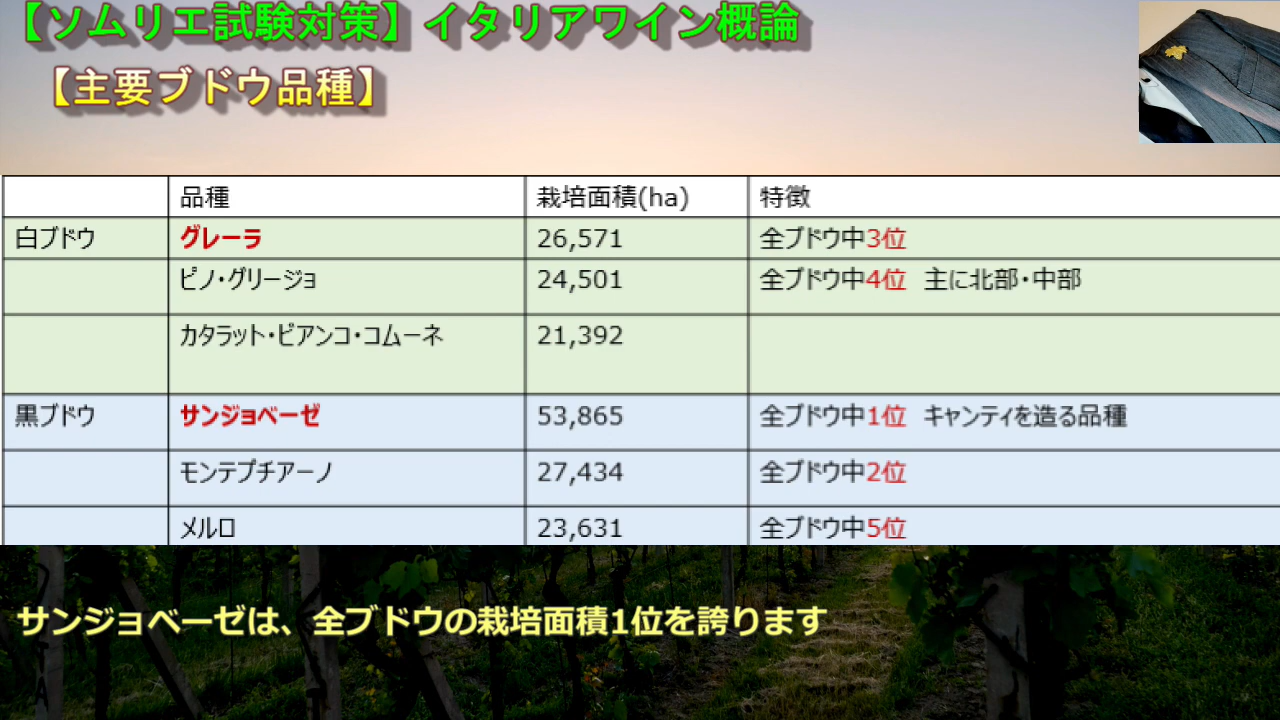 【ソムリエ試験対策】イタリアワイン概論
【主要ブドウ品種】
品種 栽培面積(ha) 特徴
白ブドウ グレーラ 26,571 全ブドウ中3位
ピノ・グリージョ 24,501 全ブドウ中4位 主に北部・中部
カタラット・ビアンコ・コムーネ 21,392
黒ブドウ サンジョベーゼ 53,865 全ブドウ中1位 キャンティを造る品種
モンテプチアーノ 27,434 全ブドウ中2位
メルロ 23,631 全ブドウ中5位
サンジョベーゼは、全ブドウの栽培面積1位を誇ります